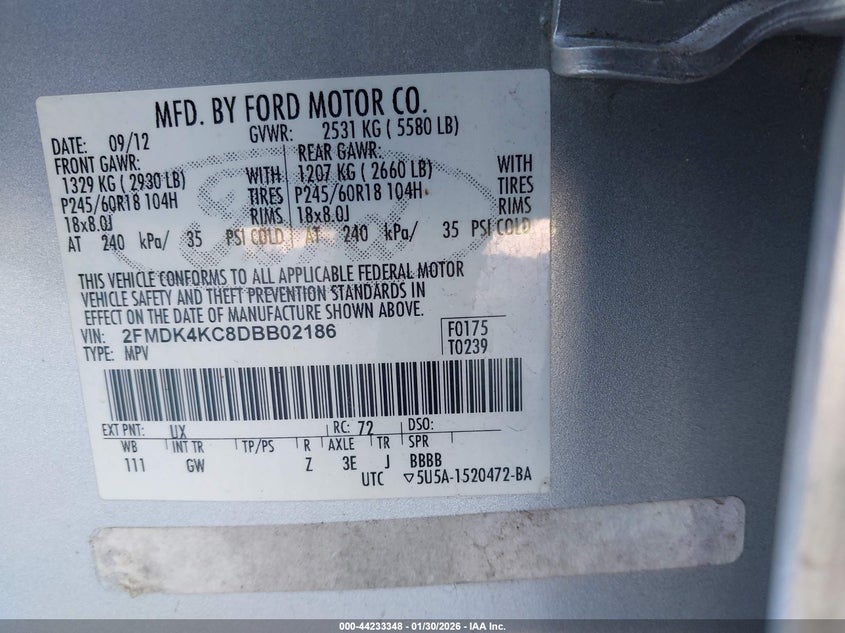 MFD. BY FORD MOTOR CO.
DATE: 09/12 GVWR: 2531 KG ( 5580 LB)
FRONT GAWR: REAR GAWR:
1329 KG ( 2930 LB) WITH 1207 KG ( 2660 LB) WITH
P245/60R18 104H TIRES P245/60R18 104H TIRES
18x8.0J RIMS 18x8.0J RIMS
AT 240 kPa/ 35 PSI COLD AT 240 kPa/ 35 PSI COLD
THIS VEHICLE CONFORMS TO ALL APPLICABLE FEDERAL MOTOR
VEHICLE SAFETY AND THEFT PREVENTION STANDARDS IN
EFFECT ON THE DATE OF MANUFACTURE SHOWN ABOVE.
VIN: 2FMDK4KC8DBB02186 F0175
TYPE: MPV T0239
EXT PNT: UX RC: 72 DSO:
WB INT TR TP/PS R AXLE TR SPR
111 GW Z 3E J BBBB
UTC ▽5U5A-1520472-BA
000-44233348 - 01/30/2026 - IAA Inc.